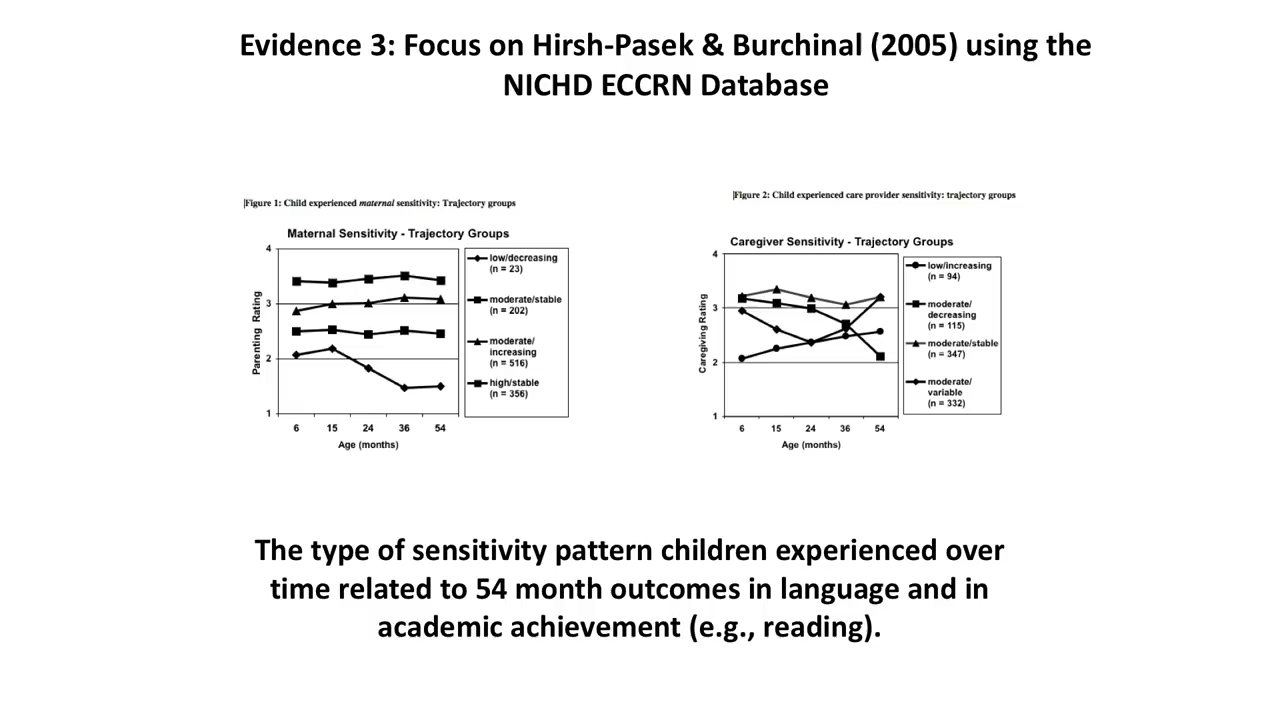 Evidence 3: Focus on Hirsh-Pasek & Burchinal (2005) using the
NICHD ECCRN Database
Figure 1: Child experienced maternal sensitivity: Trajectory groups
Maternal Sensitivity - Trajectory Groups
4
3
2
1
Parenting Rating
6 15 24 36 54
Age (months)
low/decreasing
(n = 23)
moderate/stable
(n = 202)
moderate/
increasing
(n = 516)
high/stable
(n = 356)
Figure 2: Child experienced care provider sensitivity: trajectory groups
Caregiver Sensitivity - Trajectory Groups
4
3
2
1
Caregiving Rating
6 15 24 36 54
Age (months)
low/increasing
(n = 94)
moderate/
decreasing
(n = 115)
moderate/stable
(n = 347)
moderate/
variable
(n = 332)
The type of sensitivity pattern children experienced over
time related to 54 month outcomes in language and in
academic achievement (e.g., reading).